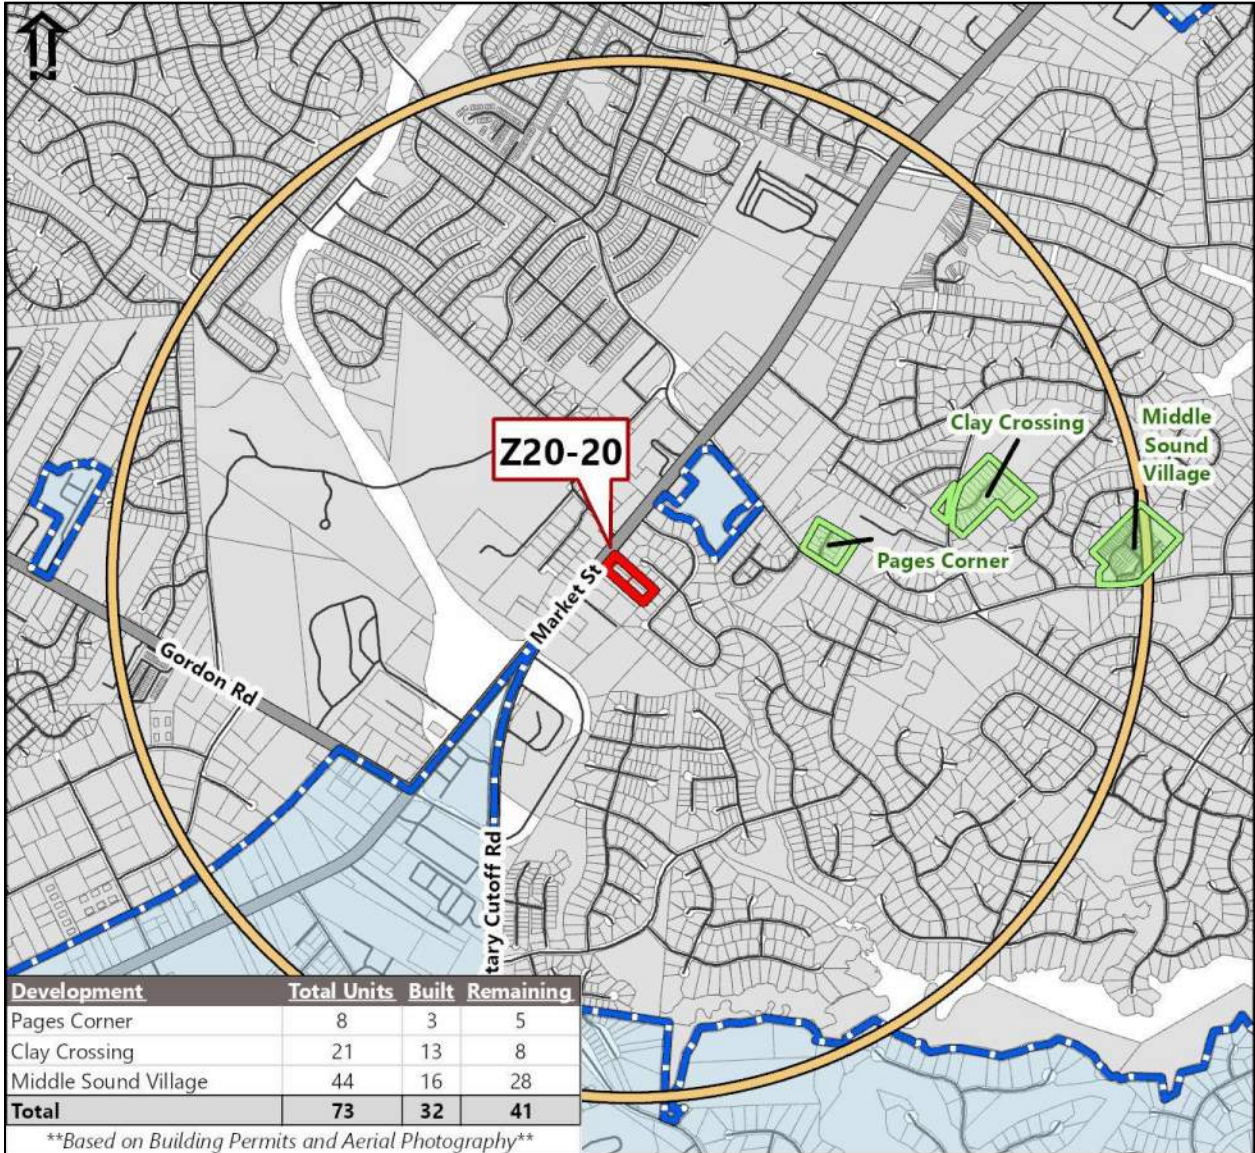 Clay Crossing
Middle
Sound
Village
Z20-20
Pages Corner
Market St
Gordon Rd
tary Cutoff Rd
Development Total Units Built Remaining
Pages Corner 8 3 5
Clay Crossing 21 13 8
Middle Sound Village 44 16 28
Total 73 32 41
**Based on Building Permits and Aerial Photography**